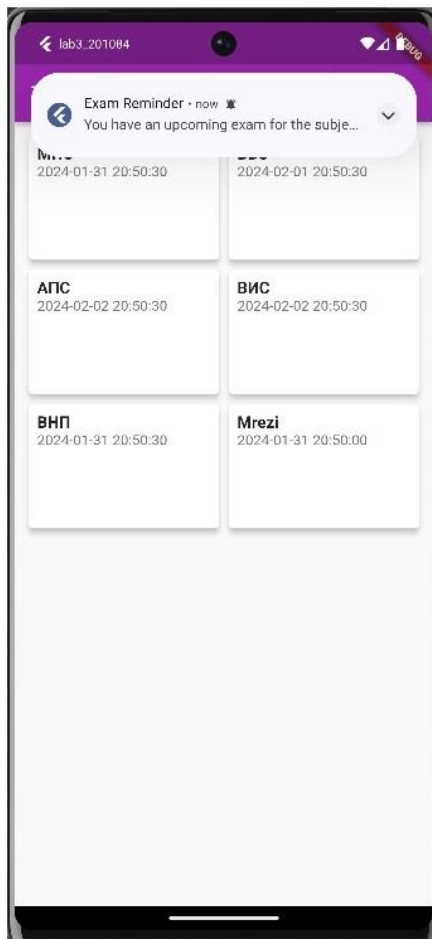 lab3_201084
DEBUG
Exam Reminder • now
You have an upcoming exam for the subje...
2024-01-31 20:50:30
2024-02-01 20:50:30
АПС
2024-02-02 20:50:30
ВИС
2024-02-02 20:50:30
ВНП
2024-01-31 20:50:30
Mrezi
2024-01-31 20:50:00